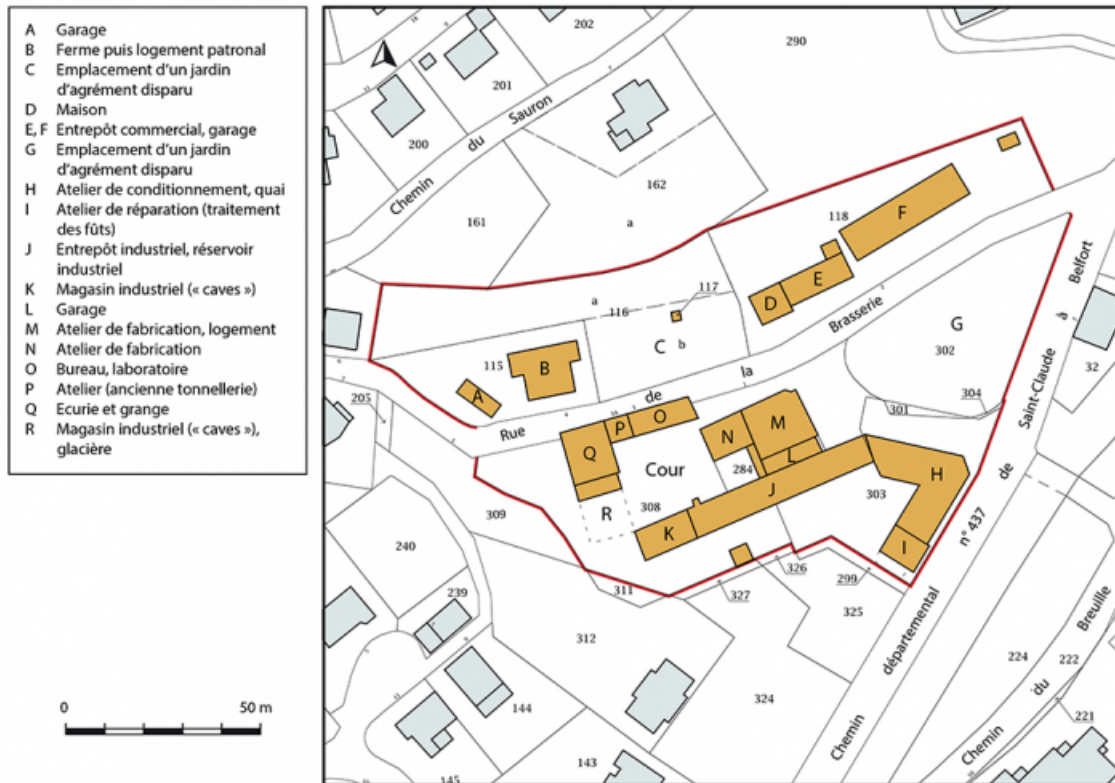 A Garage
B Ferme puis logement patronal
C Emplacement d'un jardin
d'agrément disparu
D Maison
E, F Entrepôt commercial, garage
G Emplacement d'un jardin
d'agrément disparu
H Atelier de conditionnement, quai
I Atelier de réparation (traitement
des fûts)
J Entrepôt industriel, réservoir
industriel
K Magasin industriel (« caves »)
L Garage
M Atelier de fabrication, logement
N Atelier de fabrication
O Bureau, laboratoire
P Atelier (ancienne tonnellerie)
Q Ecurie et grange
R Magasin industriel (« caves »),
glacière
0 50 m
202
290
201
200
Chemin du Sauron
162
161
a
118
F
E
D
a
116
117
C
b
115
B
A
205
Rue de la Brasserie
G
302
304
301
32
Chemin départemental n° 437 de Saint-Claude à Belfort
O
P
Q
N
M
L
284
Cour
J
H
303
308
R
K
I
309
240
239
311
327
326
299
325
312
324
144
143
145
224
222
221
Chemin du Breuille